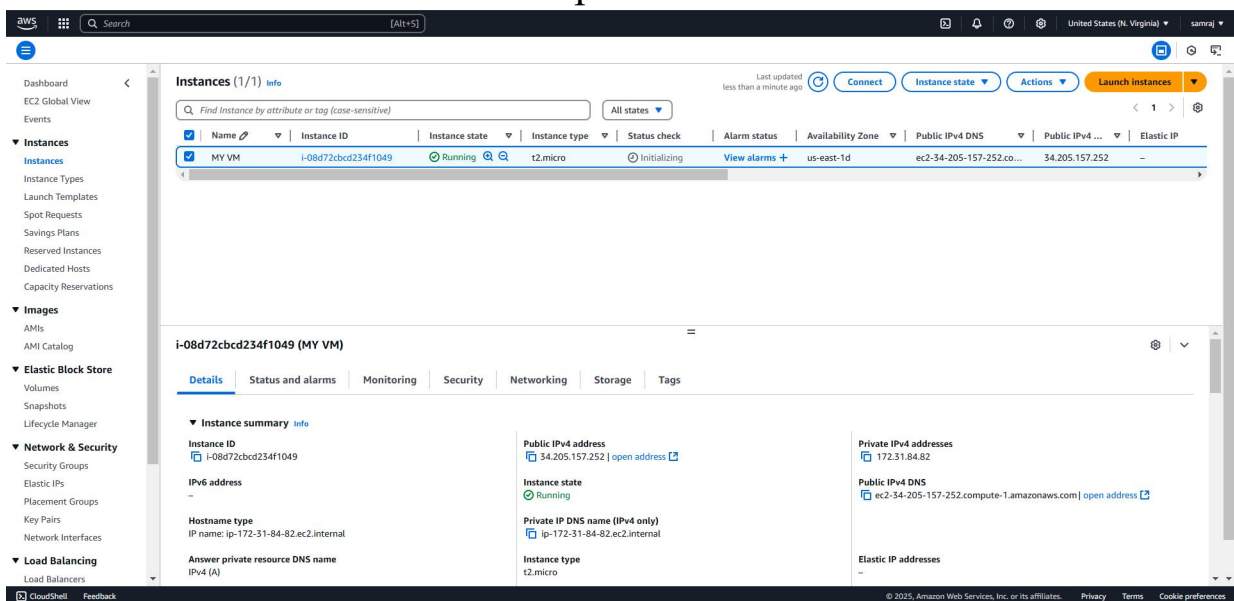 aws
Search [Alt+S] United States (N. Virginia) samraj
Dashboard
EC2 Global View
Events
Instances
Instances
Instance Types
Launch Templates
Spot Requests
Savings Plans
Reserved Instances
Dedicated Hosts
Capacity Reservations
Images
AMIs
AMI Catalog
Elastic Block Store
Volumes
Snapshots
Lifecycle Manager
Network & Security
Security Groups
Elastic IPs
Placement Groups
Key Pairs
Network Interfaces
Load Balancing
Load Balancers
Instances (1/1) Info
Last updated
less than a minute ago
Connect Instance state Actions Launch instances
Find Instance by attribute or tag (case-sensitive) All states 1
Name Instance ID Instance state Instance type Status check Alarm status Availability Zone Public IPv4 DNS Public IPv4 ... Elastic IP
MY VM i-08d72cbcd234f1049 Running t2.micro Initializing View alarms + us-east-1d ec2-34-205-157-252.co... 34.205.157.252 –
i-08d72cbcd234f1049 (MY VM)
Details Status and alarms Monitoring Security Networking Storage Tags
Instance summary Info
Instance ID
i-08d72cbcd234f1049
Public IPv4 address
34.205.157.252 | open address
Private IPv4 addresses
172.31.84.82
IPv6 address
–
Instance state
Running
Public IPv4 DNS
ec2-34-205-157-252.compute-1.amazonaws.com | open address
Hostname type
IP name: ip-172-31-84-82.ec2.internal
Private IP DNS name (IPv4 only)
ip-172-31-84-82.ec2.internal
Answer private resource DNS name
IPv4 (A)
Instance type
t2.micro
Elastic IP addresses
–
CloudShell Feedback © 2025, Amazon Web Services, Inc. or its affiliates. Privacy Terms Cookie preferences